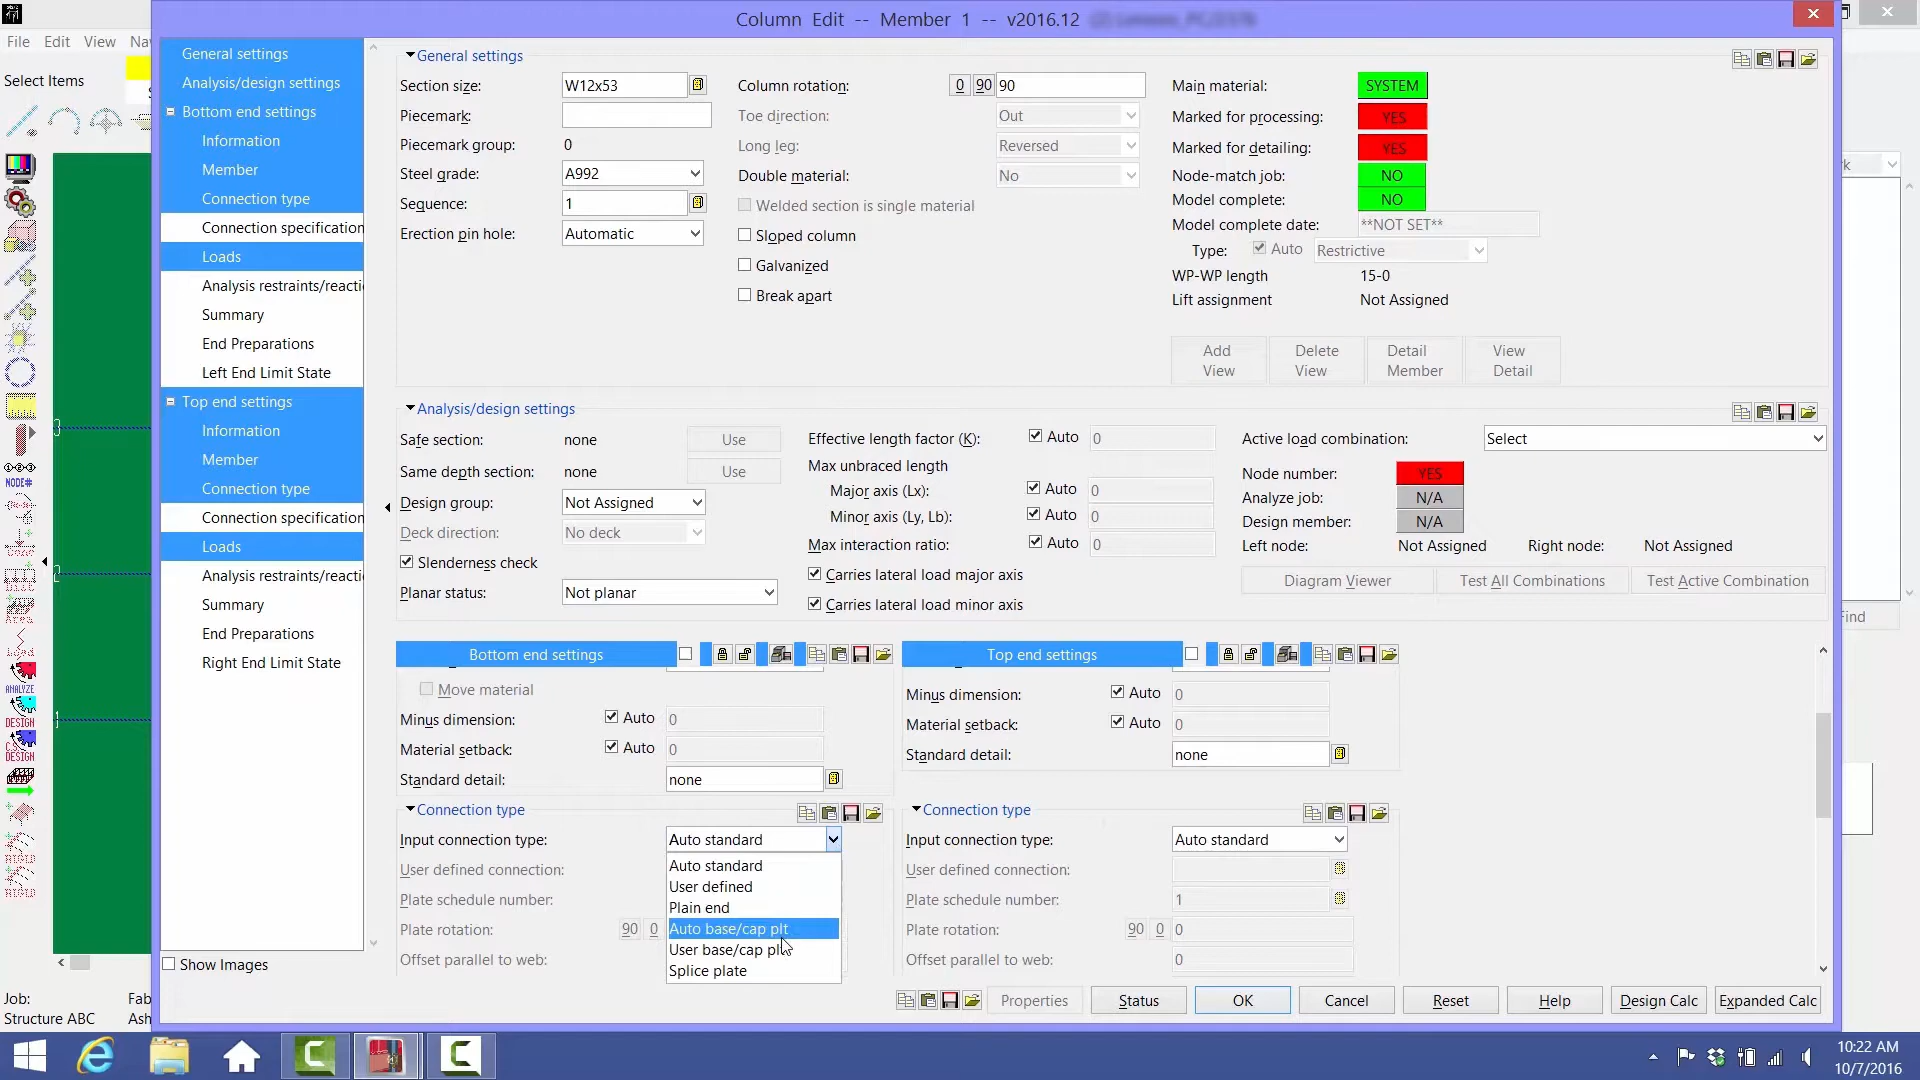 Column Edit -- Member 1 -- v2016.12
File Edit View Nav
Select Items
NODE#
ANALYZE
DESIGN
C.S.
DESIGN
Job: Fab
Structure ABC Ash
General settings
Analysis/design settings
Bottom end settings
Information
Member
Connection type
Connection specification
Loads
Analysis restraints/reacti
Summary
End Preparations
Left End Limit State
Top end settings
Information
Member
Connection type
Connection specification
Loads
Analysis restraints/reacti
Summary
End Preparations
Right End Limit State
Show Images
General settings
Section size: W12x53
Piecemark:
Piecemark group: 0
Steel grade: A992
Sequence: 1
Erection pin hole: Automatic
Column rotation: 0 90 90
Toe direction: Out
Long leg: Reversed
Double material: No
Welded section is single material
Sloped column
Galvanized
Break apart
Main material: SYSTEM
Marked for processing: YES
Marked for detailing: YES
Node-match job: NO
Model complete: NO
Model complete date: **NOT SET**
Type: Auto Restrictive
WP-WP length 15-0
Lift assignment Not Assigned
Add View
Delete View
Detail Member
View Detail
Analysis/design settings
Safe section: none Use
Same depth section: none Use
Design group: Not Assigned
Deck direction: No deck
Slenderness check
Planar status: Not planar
Effective length factor (K): Auto 0
Max unbraced length
Major axis (Lx): Auto 0
Minor axis (Ly, Lb): Auto 0
Max interaction ratio: Auto 0
Carries lateral load major axis
Carries lateral load minor axis
Active load combination: Select
Node number: YES
Analyze job: N/A
Design member: N/A
Left node: Not Assigned Right node: Not Assigned
Diagram Viewer Test All Combinations Test Active Combination
Bottom end settings
Move material
Minus dimension: Auto 0
Material setback: Auto 0
Standard detail: none
Connection type
Input connection type: Auto standard
User defined connection:
Plate schedule number:
Plate rotation: 90 0
Offset parallel to web:
Auto standard
User defined
Plain end
Auto base/cap plt
User base/cap plt
Splice plate
Top end settings
Minus dimension: Auto 0
Material setback: Auto 0
Standard detail: none
Connection type
Input connection type: Auto standard
User defined connection:
Plate schedule number: 1
Plate rotation: 90 0 0
Offset parallel to web: 0
Properties Status OK Cancel Reset Help Design Calc Expanded Calc
10:22 AM
10/7/2016